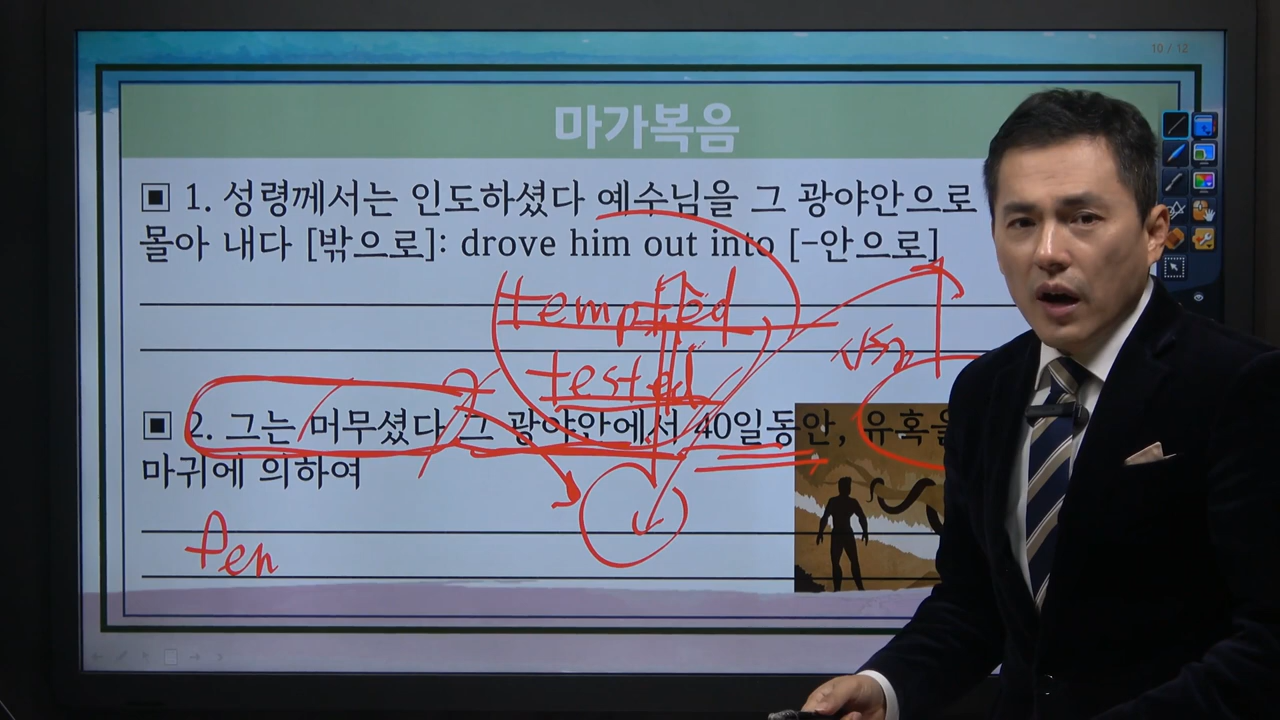 10 / 12
마가복음
▣ 1. 성령께서는 인도하셨다 예수님을 그 광야안으로
몰아 내다 [밖으로]: drove him out into [-안으로]
tempted
tested
▣ 2. 그는 머무셨다 그 광야안에서 40일동안, 유혹을
마귀에 의하여